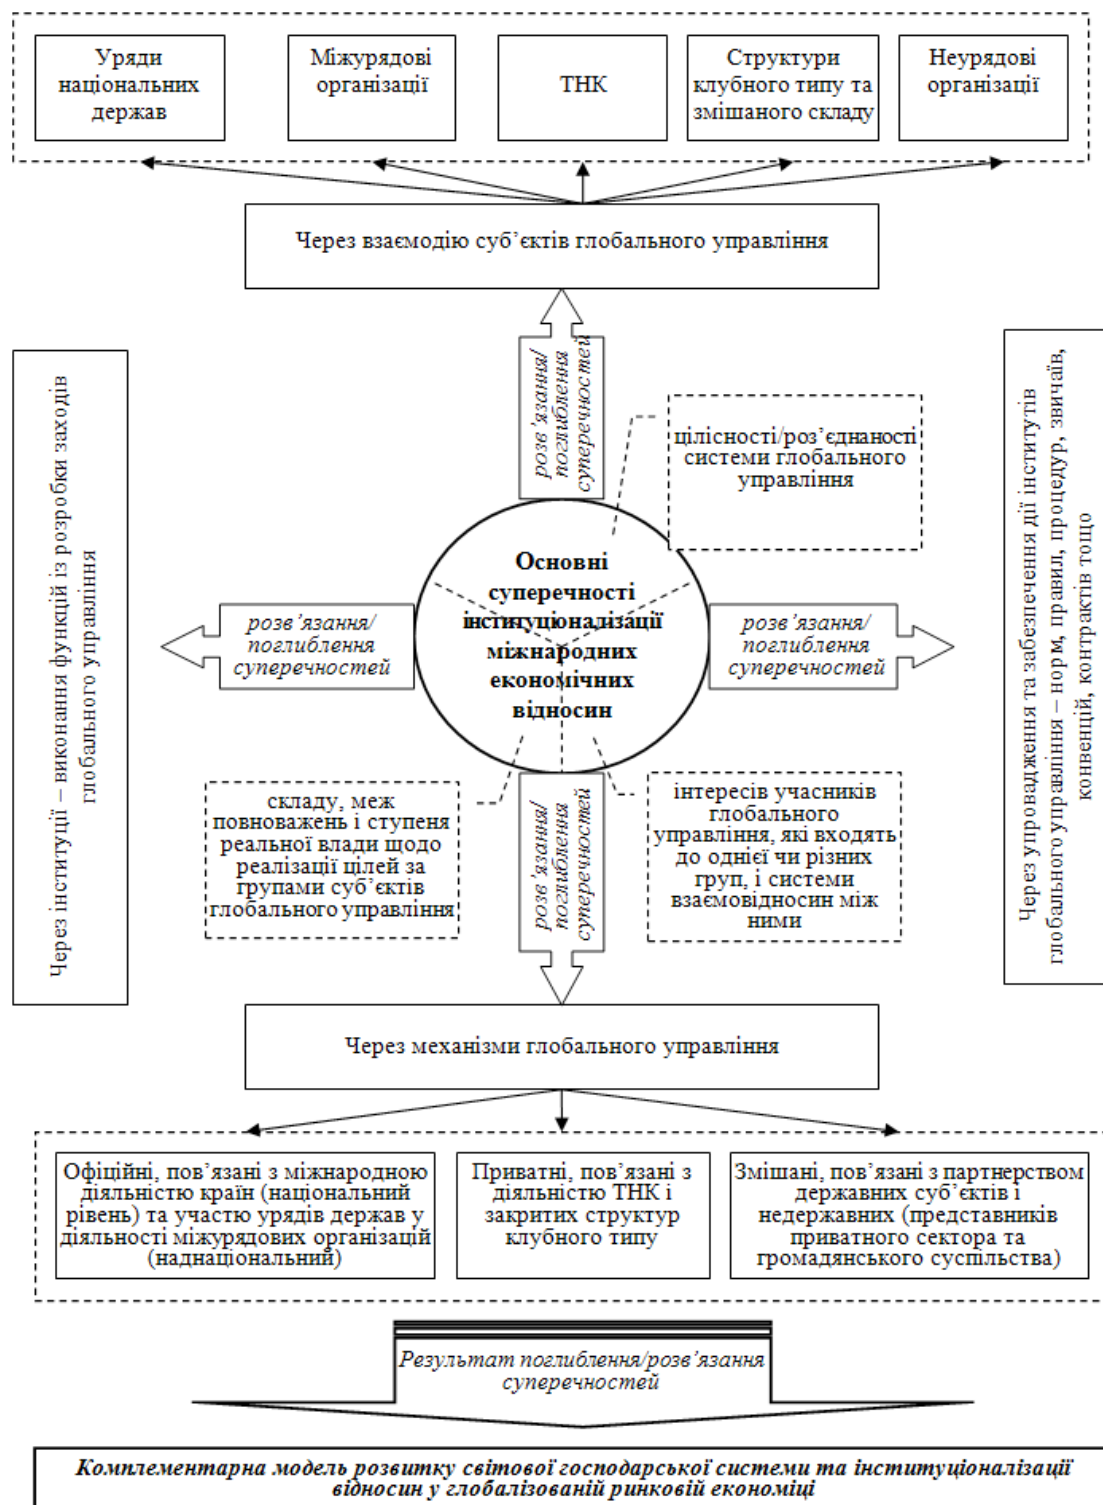 Уряди
національних
держав
Міжурядові
організації
ТНК
Структури
клубного типу та
змішаного складу
Неурядові
організації
Через взаємодію суб’єктів глобального управління
розв’язання/
поглиблення
суперечностей
Через інституції – виконання функцій із розробки заходів
глобального управління
Через упровадження та забезпечення дії інститутів
глобального управління – норм, правил, процедур, звичаїв,
конвенцій, контрактів тощо
цілісності/роз’єднаності
системи глобального
управління
Основні
суперечності
інституціоналізації
міжнародних
економічних
відносин
розв’язання/
поглиблення
суперечностей
розв’язання/
поглиблення
суперечностей
складу, меж
повноважень і ступеня
реальної влади щодо
реалізації цілей за
групами суб’єктів
глобального управління
розв’язання/
поглиблення
суперечностей
інтересів учасників
глобального
управління, які входять
до однієї чи різних
груп, і системи
взаємовідносин між
ними
Через механізми глобального управління
Офіційні, пов’язані з міжнародною
діяльністю країн (національний
рівень) та участю урядів держав у
діяльності міжурядових організацій
(наднаціональний)
Приватні, пов’язані з
діяльністю ТНК і
закритих структур
клубного типу
Змішані, пов’язані з партнерством
державних суб’єктів і
недержавних (представників
приватного сектора та
громадянського суспільства)
Результат поглиблення/розв’язання
суперечностей
Комплементарна модель розвитку світової господарської системи та інституціоналізації
відносин у глобалізованій ринковій економіці